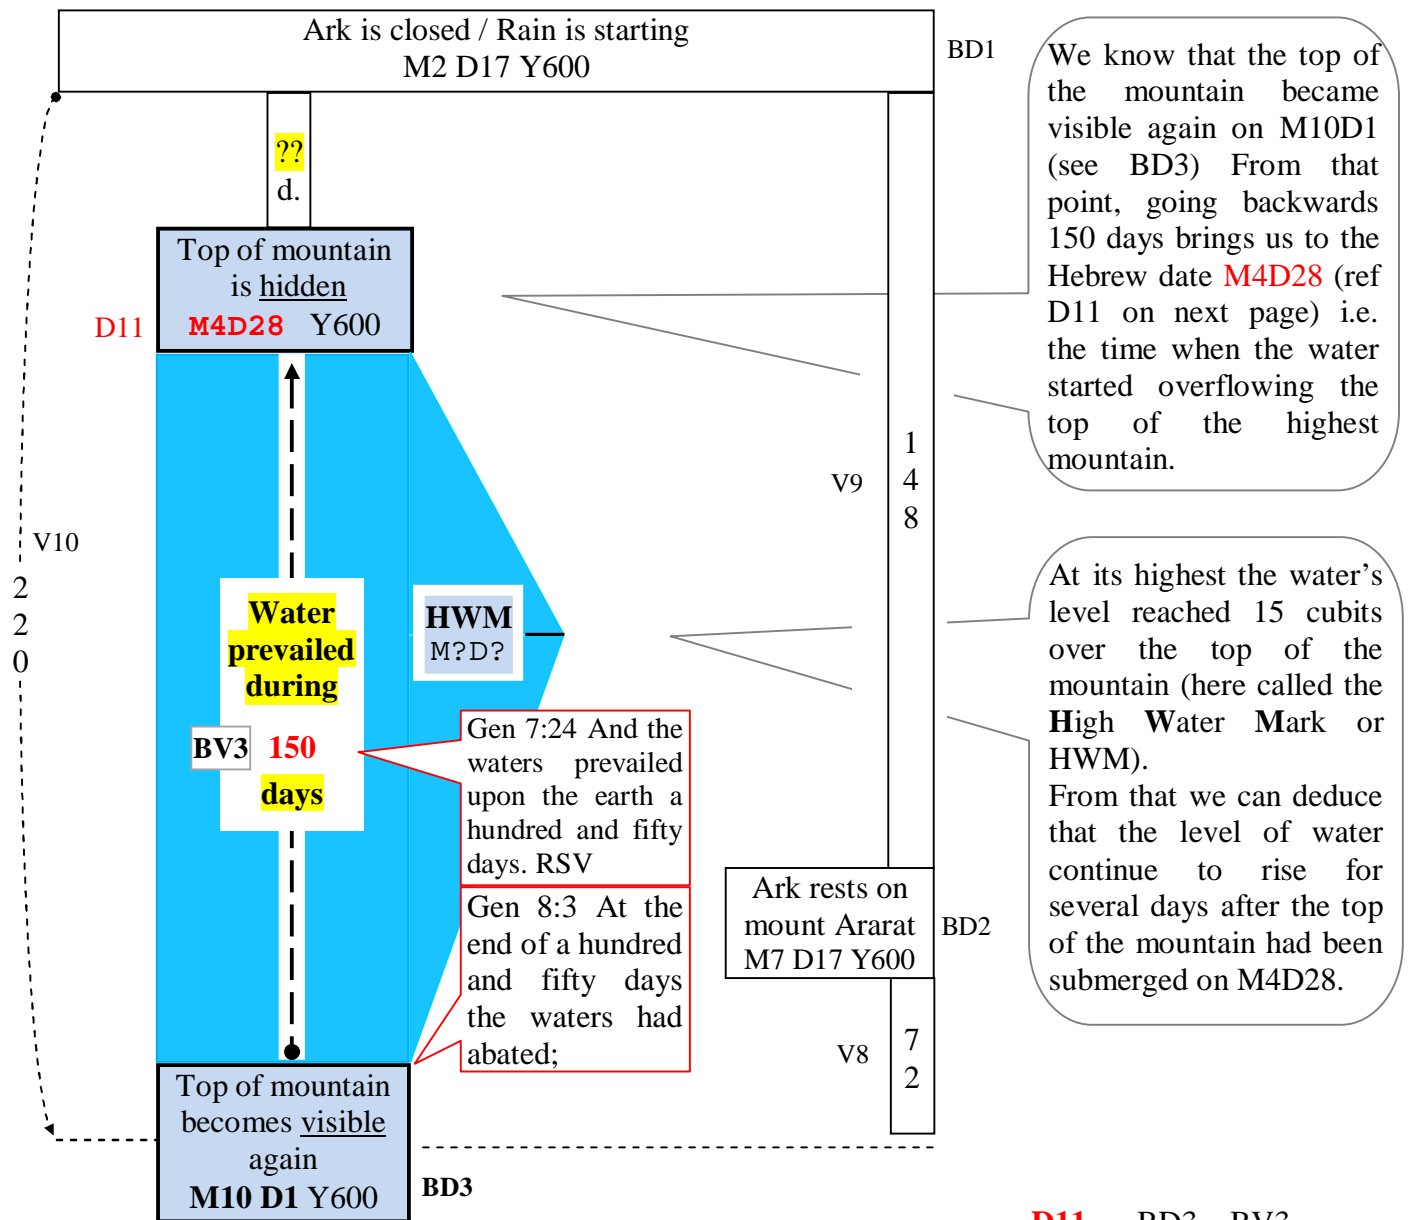 Ark is closed / Rain is starting
M2 D17 Y600
BD1
We know that the top of
the mountain became
visible again on M10D1
(see BD3) From that
point, going backwards
150 days brings us to the
Hebrew date M4D28 (ref
D11 on next page) i.e.
the time when the water
started overflowing the
top of the highest
mountain.
??
d.
Top of mountain
is hidden
M4D28 Y600
D11
V10
2
2
0
V9
1
4
8
Water
prevailed
during
BV3 150
days
HWM
M?D?
At its highest the water's
level reached 15 cubits
over the top of the
mountain (here called the
High Water Mark or
HWM).
From that we can deduce
that the level of water
continue to rise for
several days after the top
of the mountain had been
submerged on M4D28.
Gen 7:24 And the
waters prevailed
upon the earth a
hundred and fifty
days. RSV
Gen 8:3 At the
end of a hundred
and fifty days
the waters had
abated;
Ark rests on
mount Ararat
M7 D17 Y600
BD2
V8
7
2
Top of mountain
becomes visible
again
M10 D1 Y600
BD3
D11 BD3 BV3